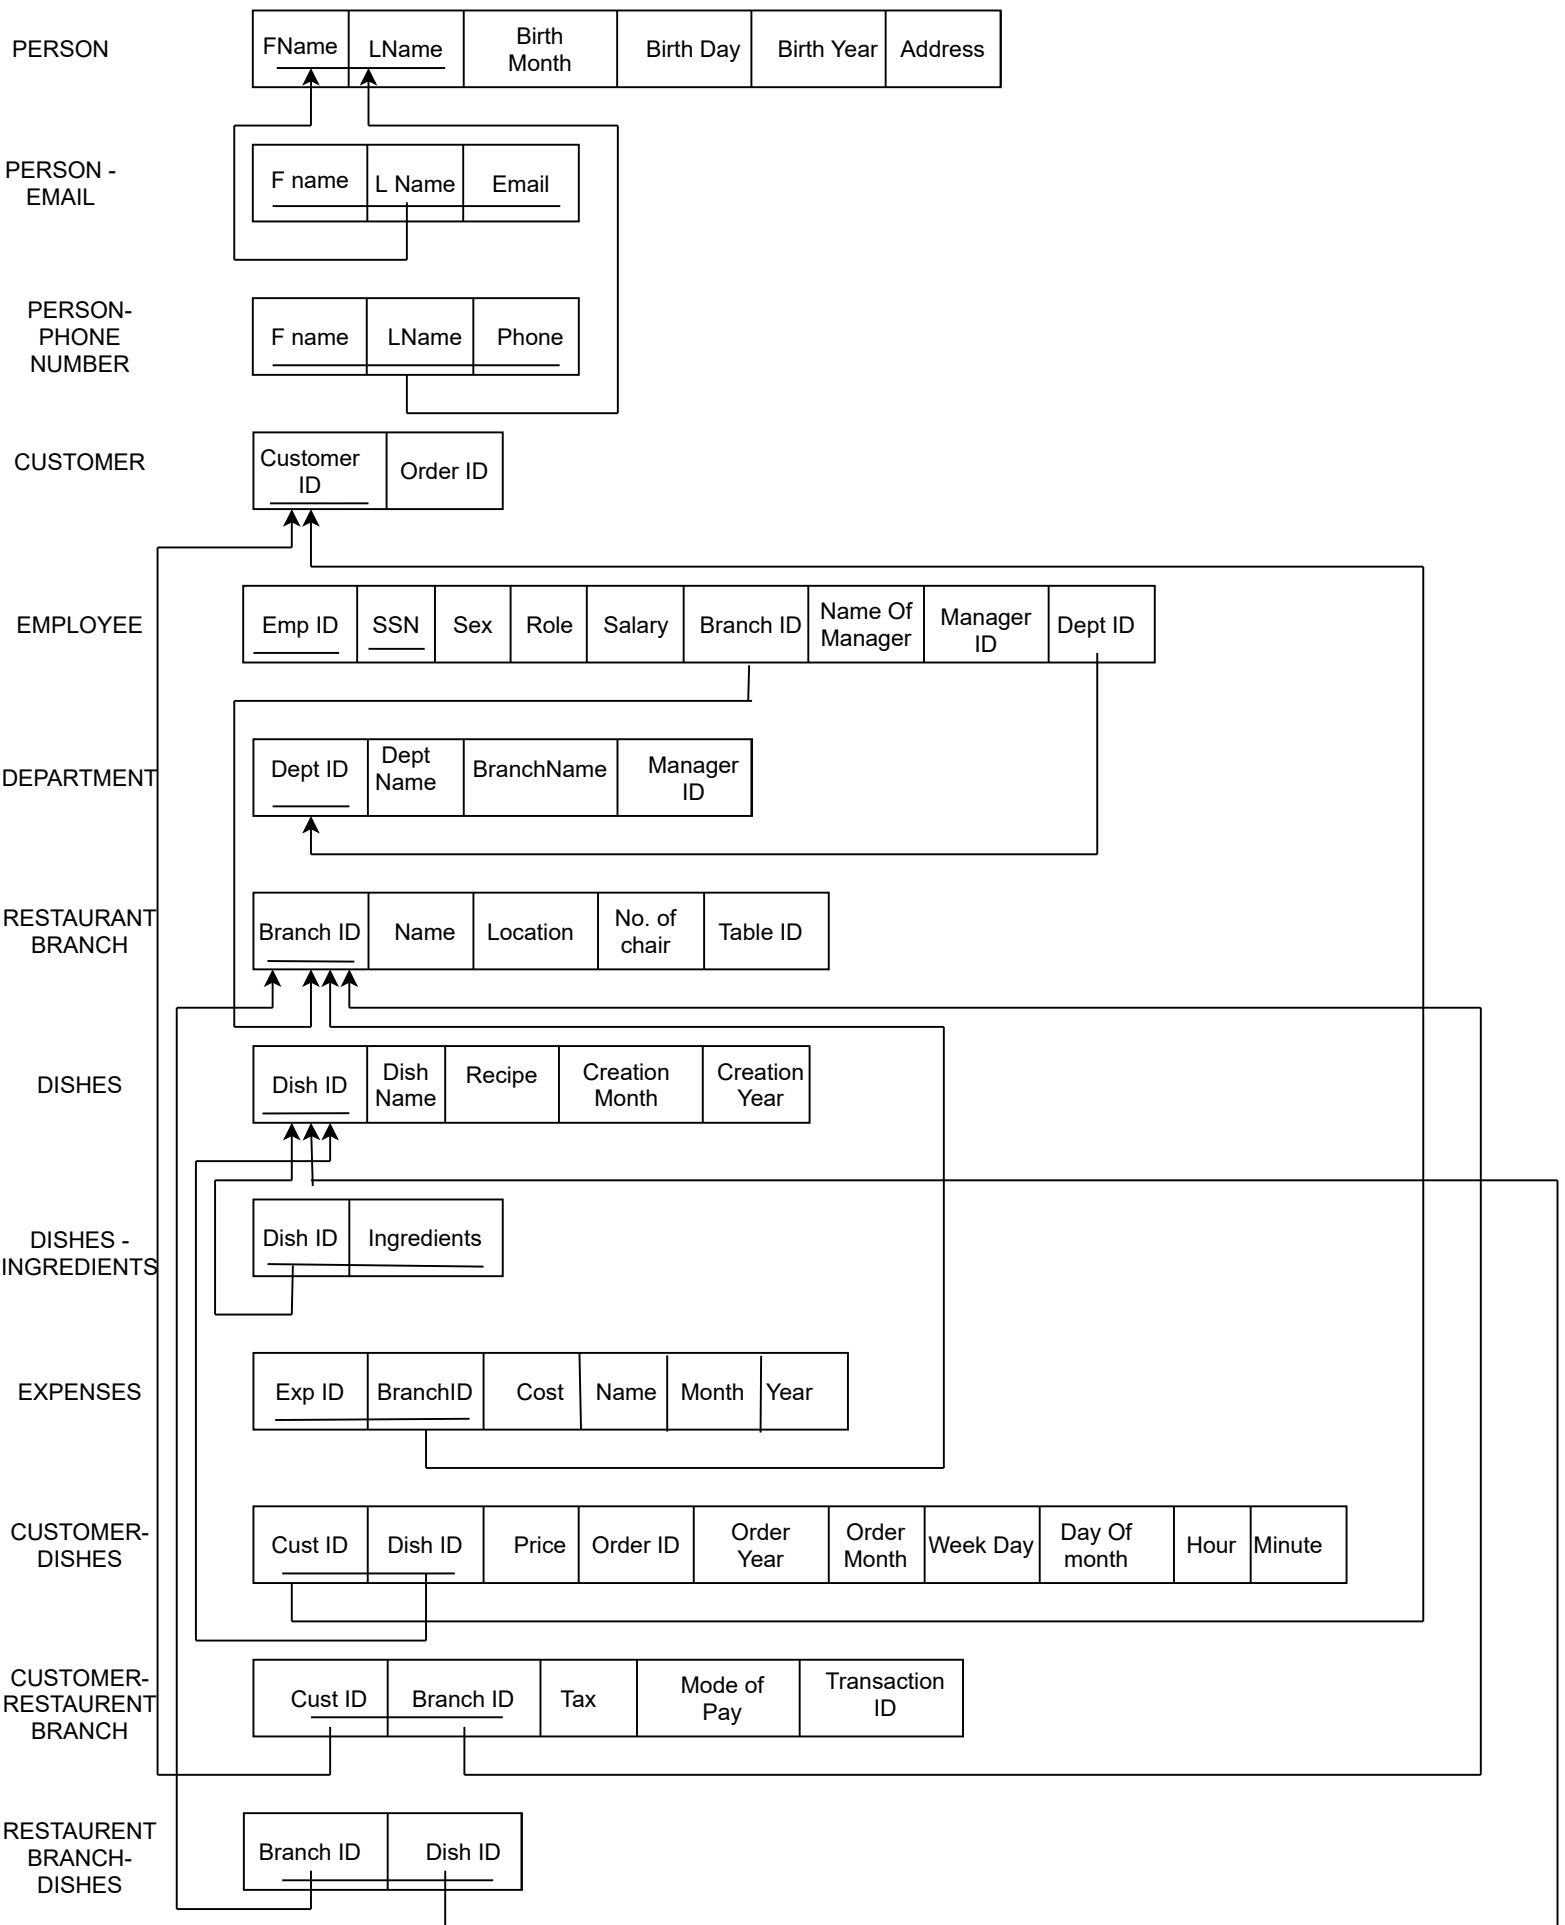 PERSON
FName
LName
Birth
Month
Birth Day
Birth Year
Address
PERSON -
EMAIL
F name
L Name
Email
PERSON-
PHONE
NUMBER
F name
LName
Phone
CUSTOMER
Customer
ID
Order ID
EMPLOYEE
Emp ID
SSN
Sex
Role
Salary
Branch ID
Name Of
Manager
Manager
ID
Dept ID
DEPARTMENT
Dept ID
Dept
Name
BranchName
Manager
ID
RESTAURANT
BRANCH
Branch ID
Name
Location
No. of
chair
Table ID
DISHES
Dish ID
Dish
Name
Recipe
Creation
Month
Creation
Year
DISHES -
INGREDIENTS
Dish ID
Ingredients
EXPENSES
Exp ID
BranchID
Cost
Name
Month
Year
CUSTOMER-
DISHES
Cust ID
Dish ID
Price
Order ID
Order
Year
Order
Month
Week Day
Day Of
month
Hour
Minute
CUSTOMER-
RESTAURENT
BRANCH
Cust ID
Branch ID
Tax
Mode of
Pay
Transaction
ID
RESTAURENT
BRANCH-
DISHES
Branch ID
Dish ID